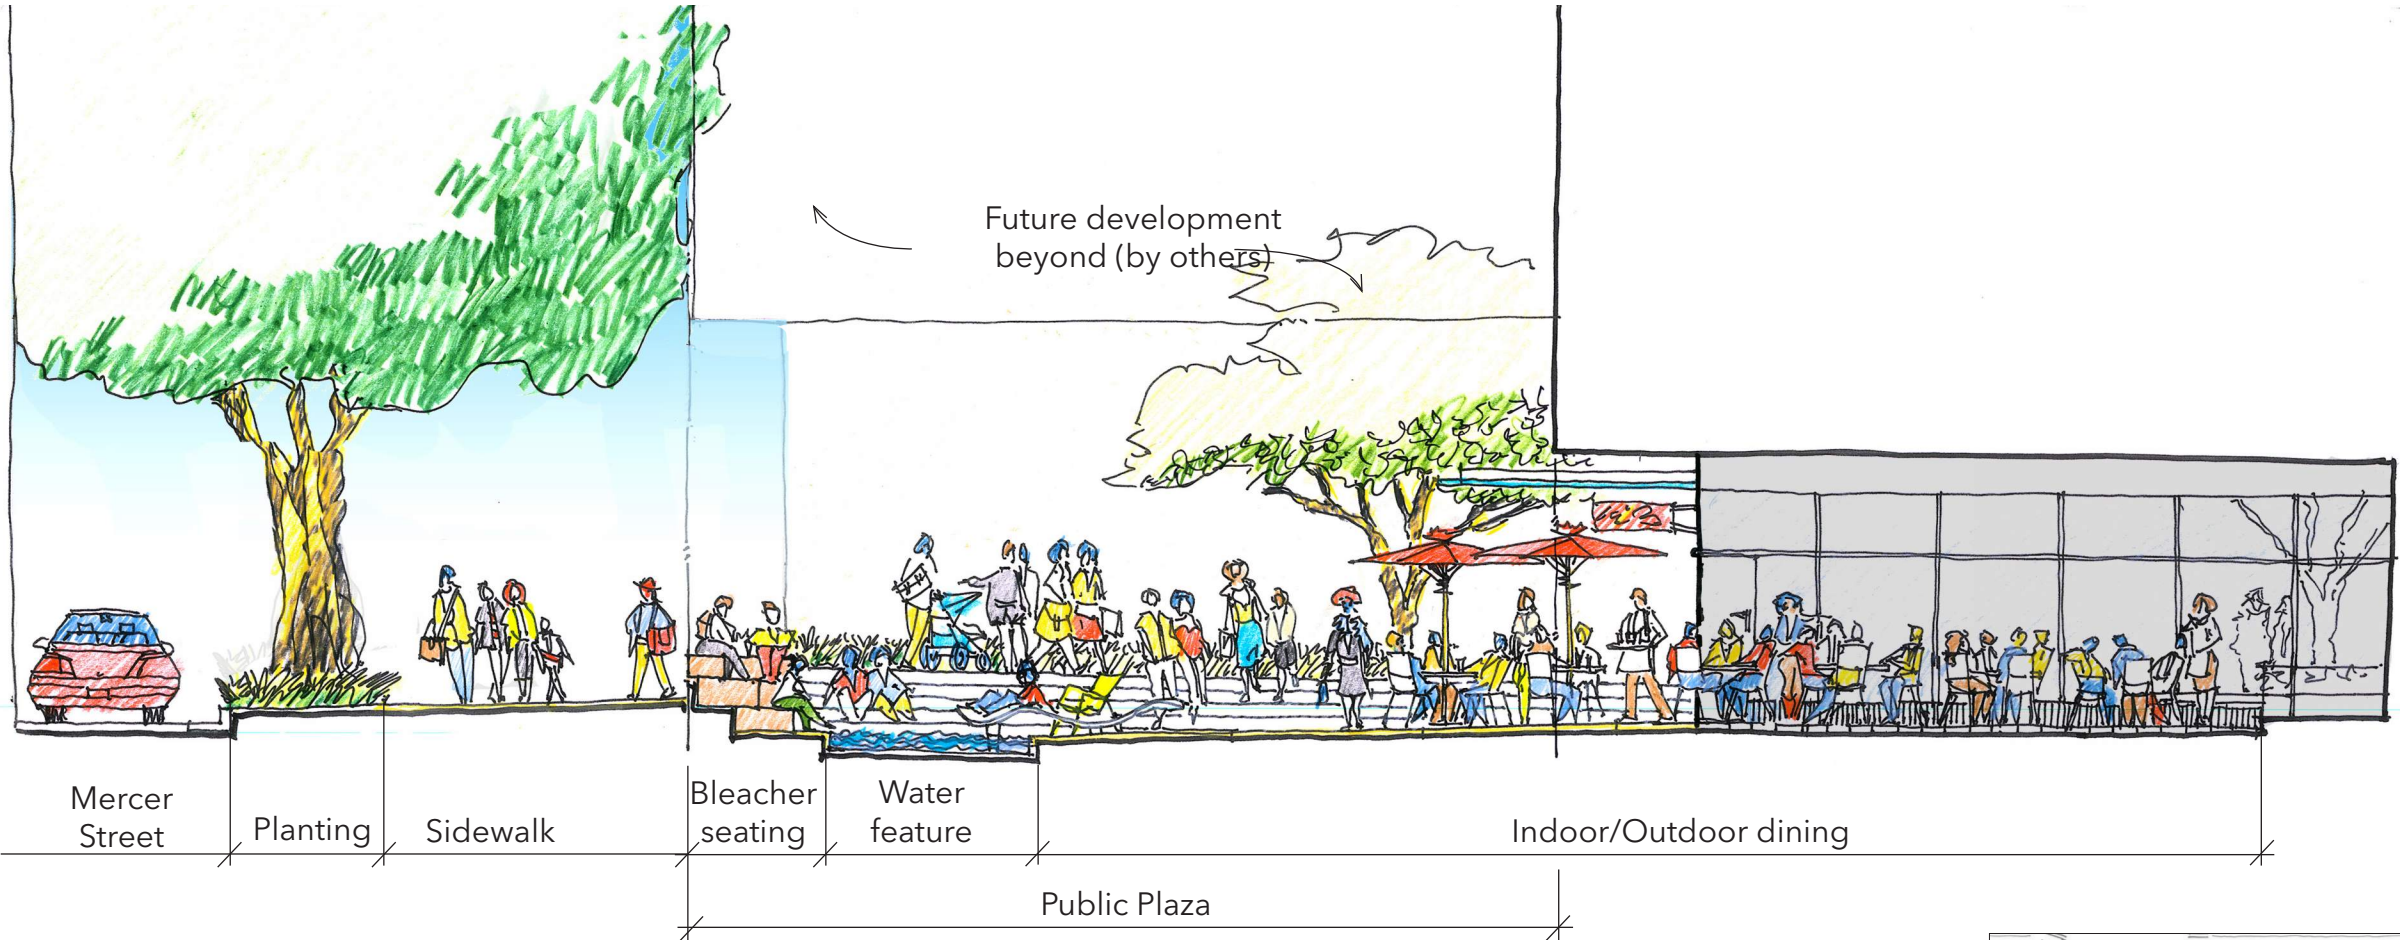 Future development
beyond (by others)
Mercer
Street
Planting
Sidewalk
Bleacher
seating
Water
feature
Indoor/Outdoor dining
Public Plaza